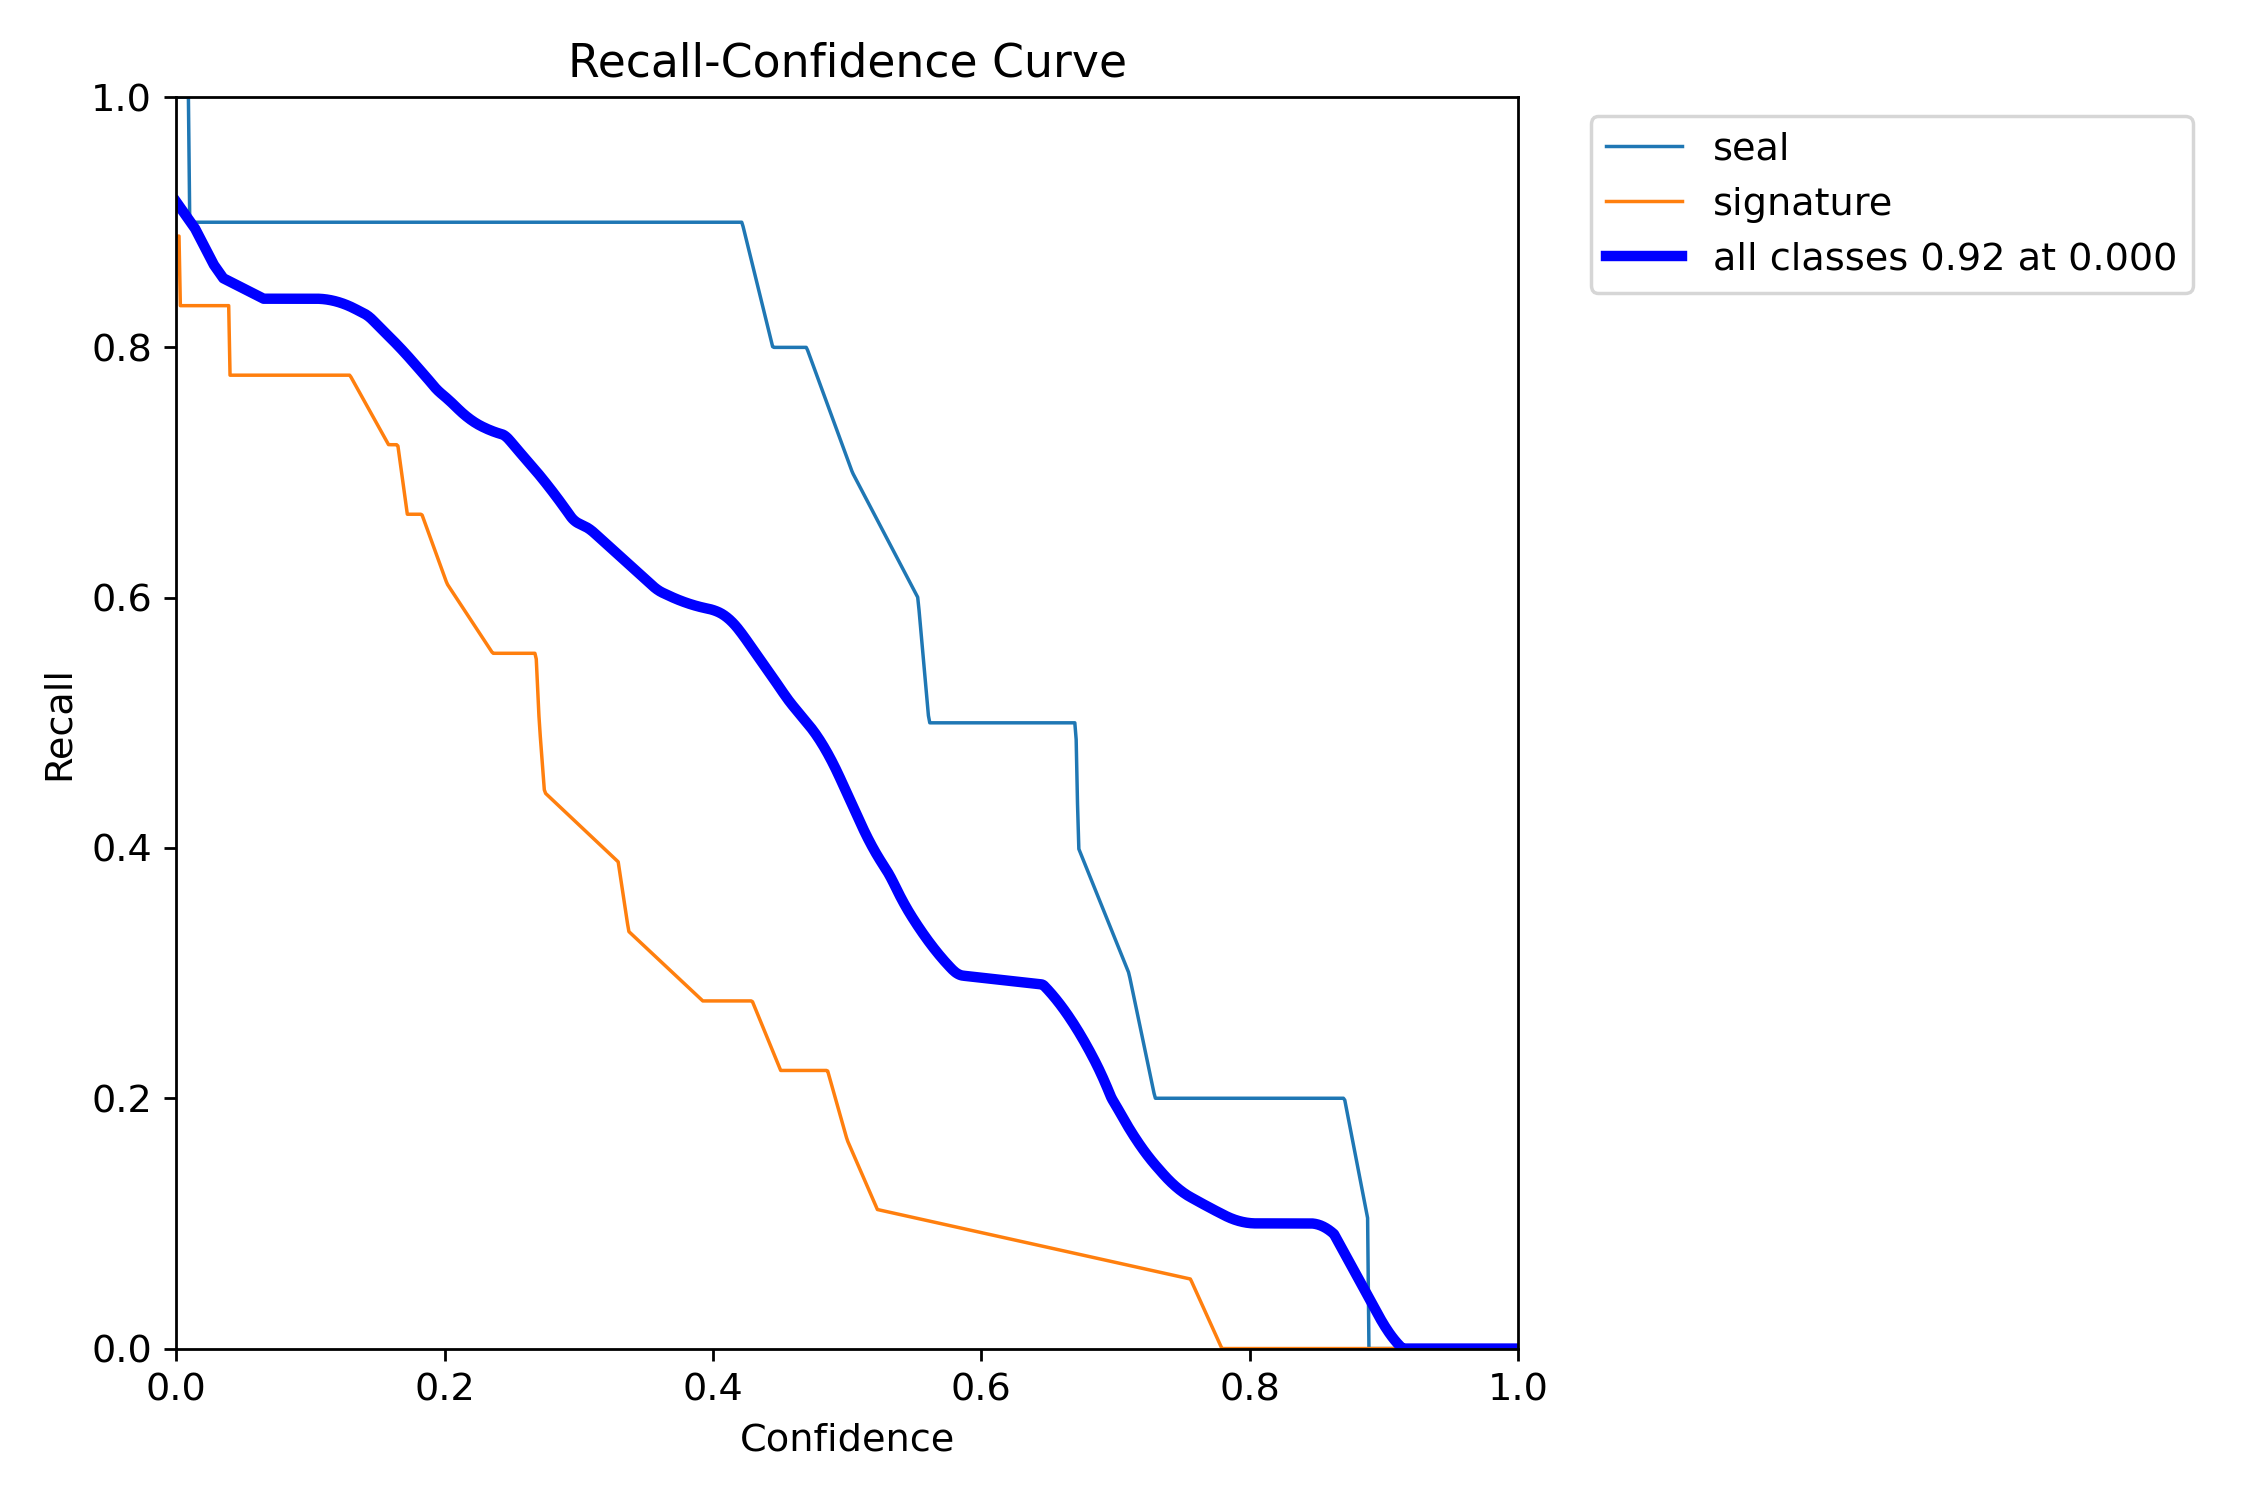 Recall-Confidence Curve
1.0
0.8
0.6
0.4
0.2
0.0
Recall
0.0 0.2 0.4 0.6 0.8 1.0
Confidence
seal
signature
all classes 0.92 at 0.000